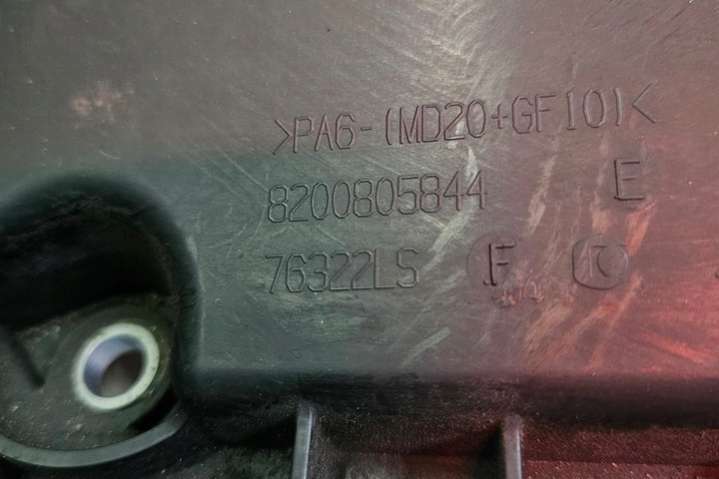 >PA6-(MD20+GF10)<
8200805844 E
76322LS F